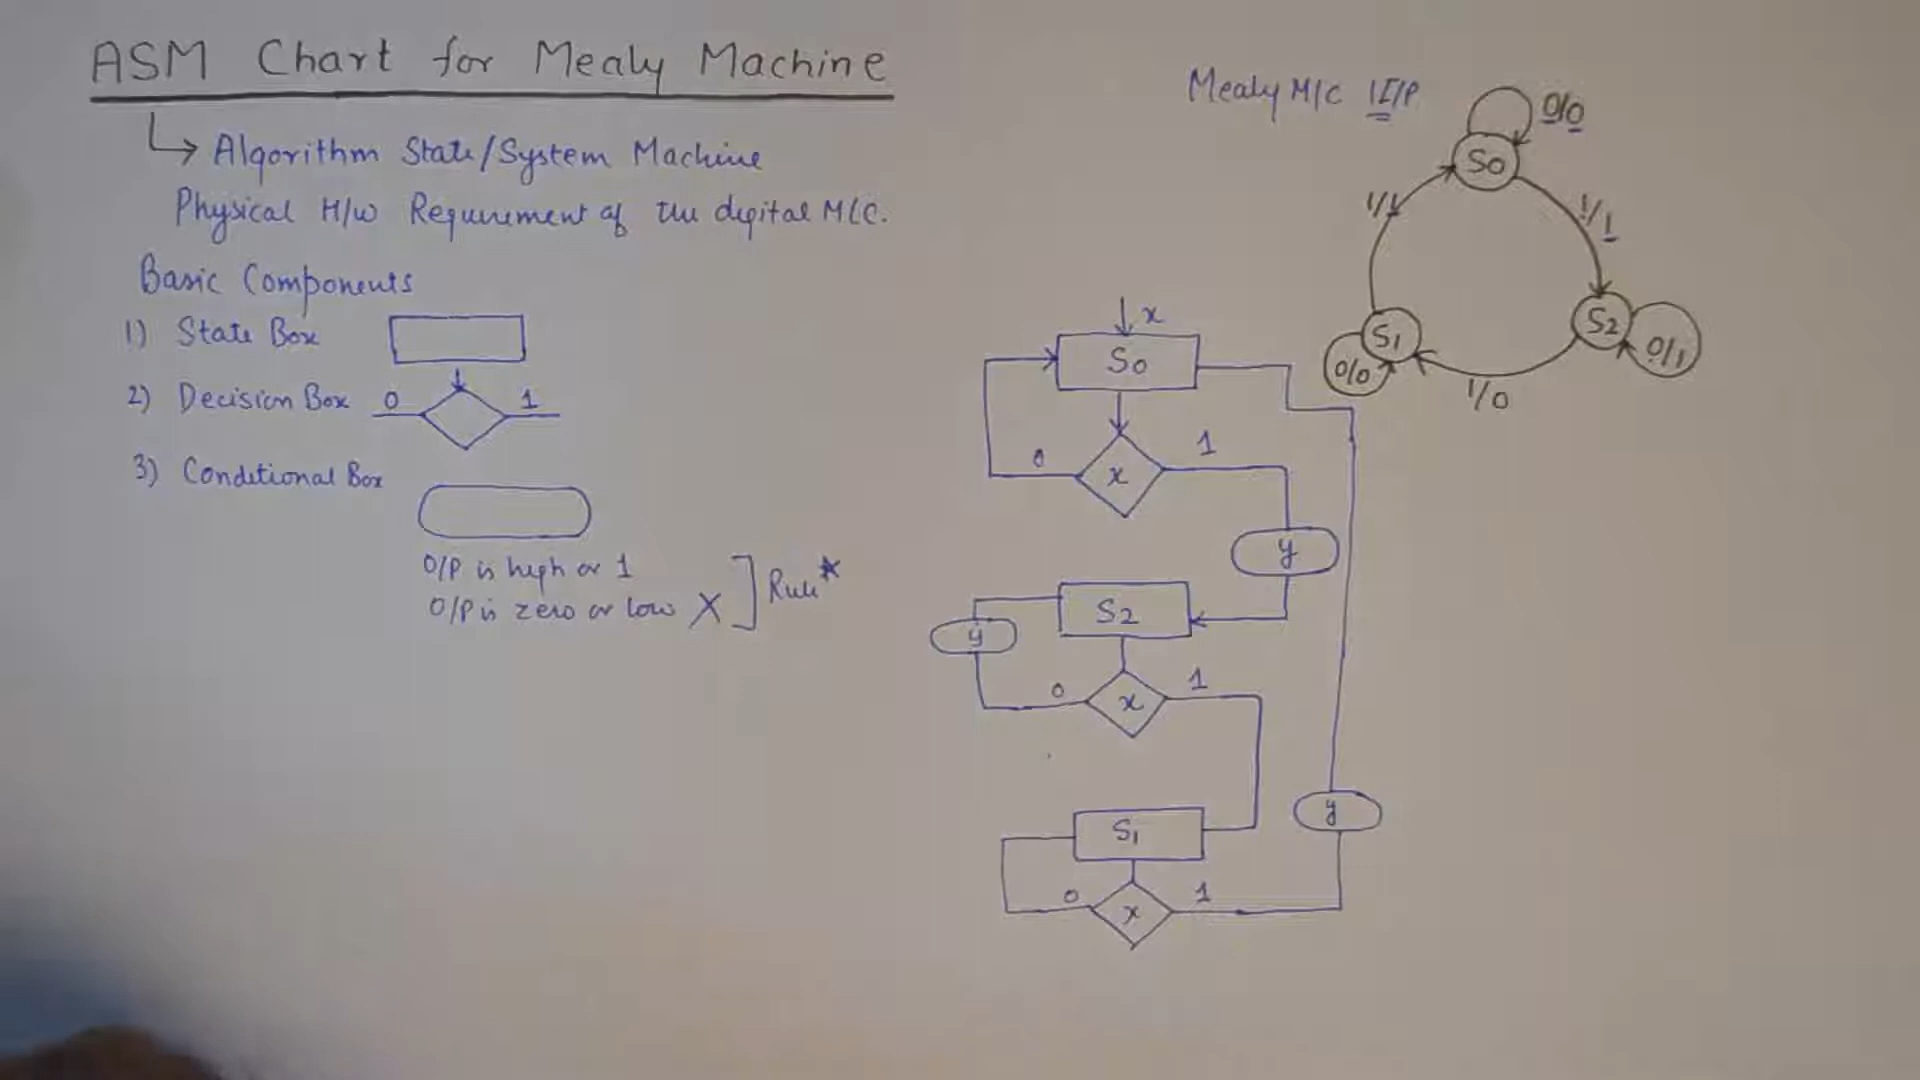 ASM Chart for Mealy Machine
Algorithm State/System Machine
Physical H/w Requirement of the digital M/C.
Basic Components
1) State Box
2) Decision Box 0 1
3) Conditional Box
O/P is high or 1
O/P is zero or low X
Rule*
Mealy M/C 1I/P
0/0
S0
1/1
1/1
S1
S2
0/0
0/1
1/0
x
S0
0
x
1
y
S2
y
0
x
1
S1
y
0
x
1